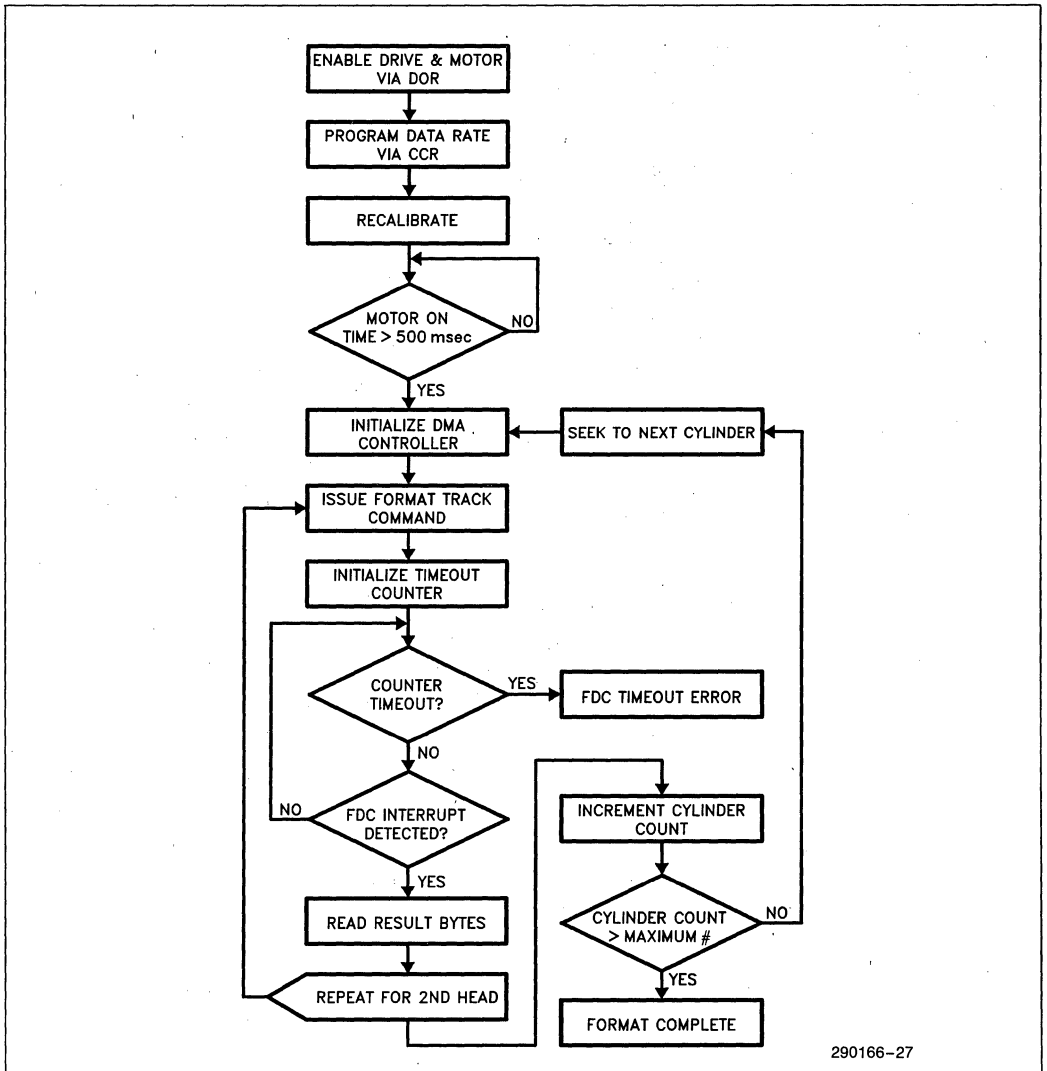 ENABLE DRIVE & MOTOR
VIA DOR
PROGRAM DATA RATE
VIA CCR
RECALIBRATE
MOTOR ON
TIME > 500 msec
NO
YES
INITIALIZE DMA
CONTROLLER
SEEK TO NEXT CYLINDER
ISSUE FORMAT TRACK
COMMAND
INITIALIZE TIMEOUT
COUNTER
COUNTER
TIMEOUT?
YES
FDC TIMEOUT ERROR
NO
FDC INTERRUPT
DETECTED?
NO
YES
READ RESULT BYTES
REPEAT FOR 2ND HEAD
INCREMENT CYLINDER
COUNT
CYLINDER COUNT
> MAXIMUM #
NO
YES
FORMAT COMPLETE
290166-27